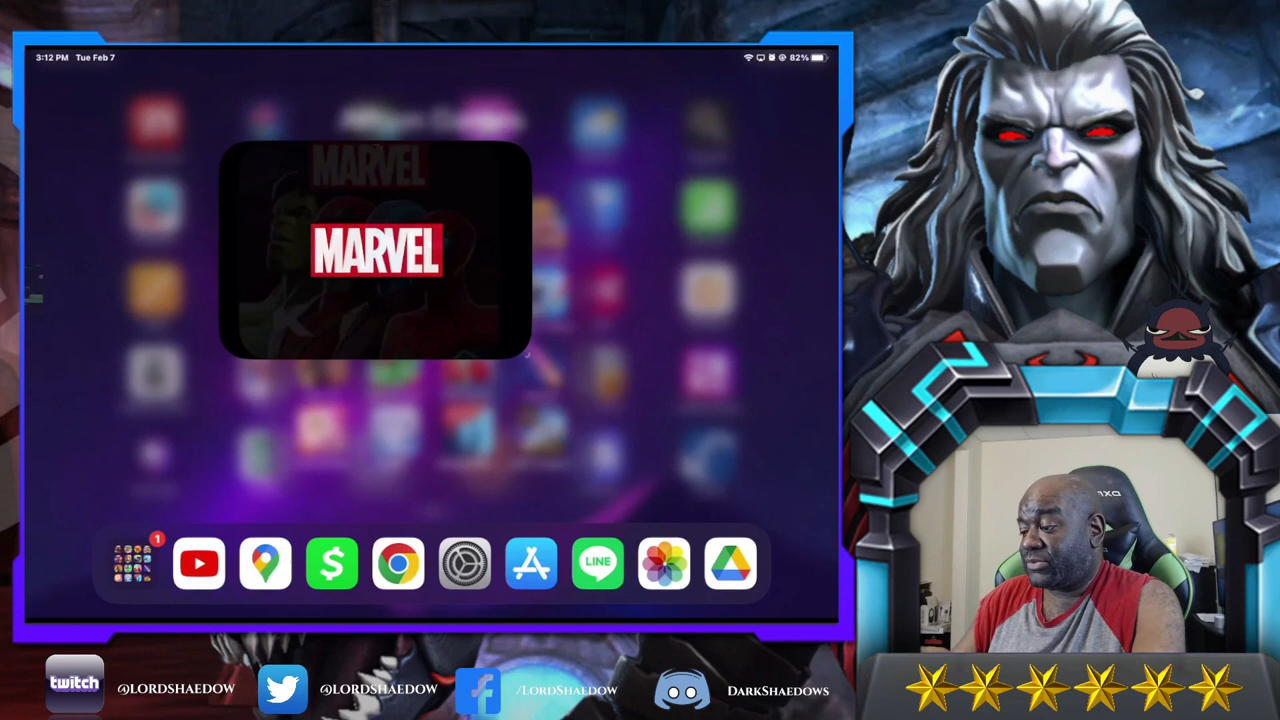 3:12 PM Tue Feb 7
82%
MARVEL
MARVEL
1
LINE
twitch
@LORDSHAEDOW
@LORDSHAEDOW
/LORDSHAEDOW
DARKSHAEDOWS